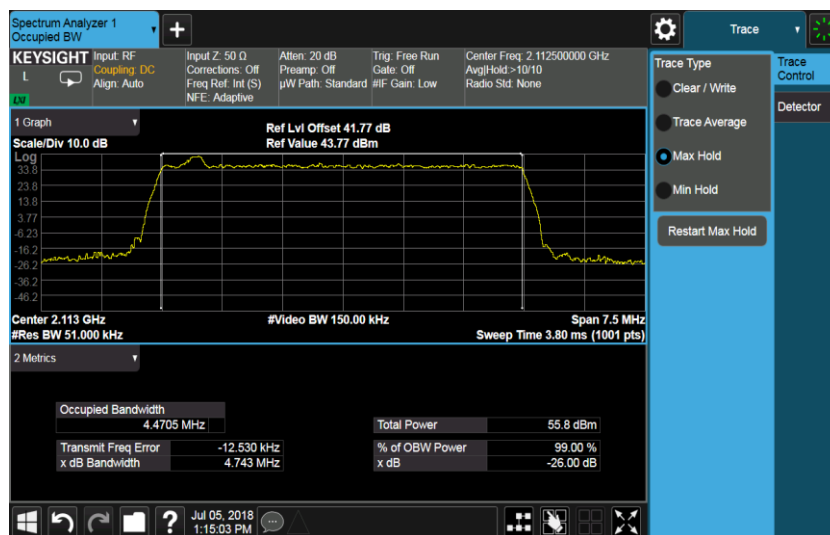 Spectrum Analyzer 1
Occupied BW
+
Trace
KEYSIGHT
L
LXI
Input: RF
Coupling: DC
Align: Auto
Input Z: 50 Ω
Corrections: Off
Freq Ref: Int (S)
NFE: Adaptive
Atten: 20 dB
Preamp: Off
µW Path: Standard
Trig: Free Run
Gate: Off
#IF Gain: Low
Center Freq: 2.112500000 GHz
Avg|Hold:>10/10
Radio Std: None
Trace Type
Clear / Write
Trace Average
Max Hold
Min Hold
Restart Max Hold
Trace
Control
Detector
1 Graph
Scale/Div 10.0 dB
Ref Lvl Offset 41.77 dB
Ref Value 43.77 dBm
Log
33.8
23.8
13.8
3.77
-6.23
-16.2
-26.2
-36.2
-46.2
Center 2.113 GHz
#Video BW 150.00 kHz
Span 7.5 MHz
#Res BW 51.000 kHz
Sweep Time 3.80 ms (1001 pts)
2 Metrics
Occupied Bandwidth
4.4705 MHz
Total Power 55.8 dBm
Transmit Freq Error -12.530 kHz
% of OBW Power 99.00 %
x dB Bandwidth 4.743 MHz
x dB -26.00 dB
?
Jul 05, 2018
1:15:03 PM